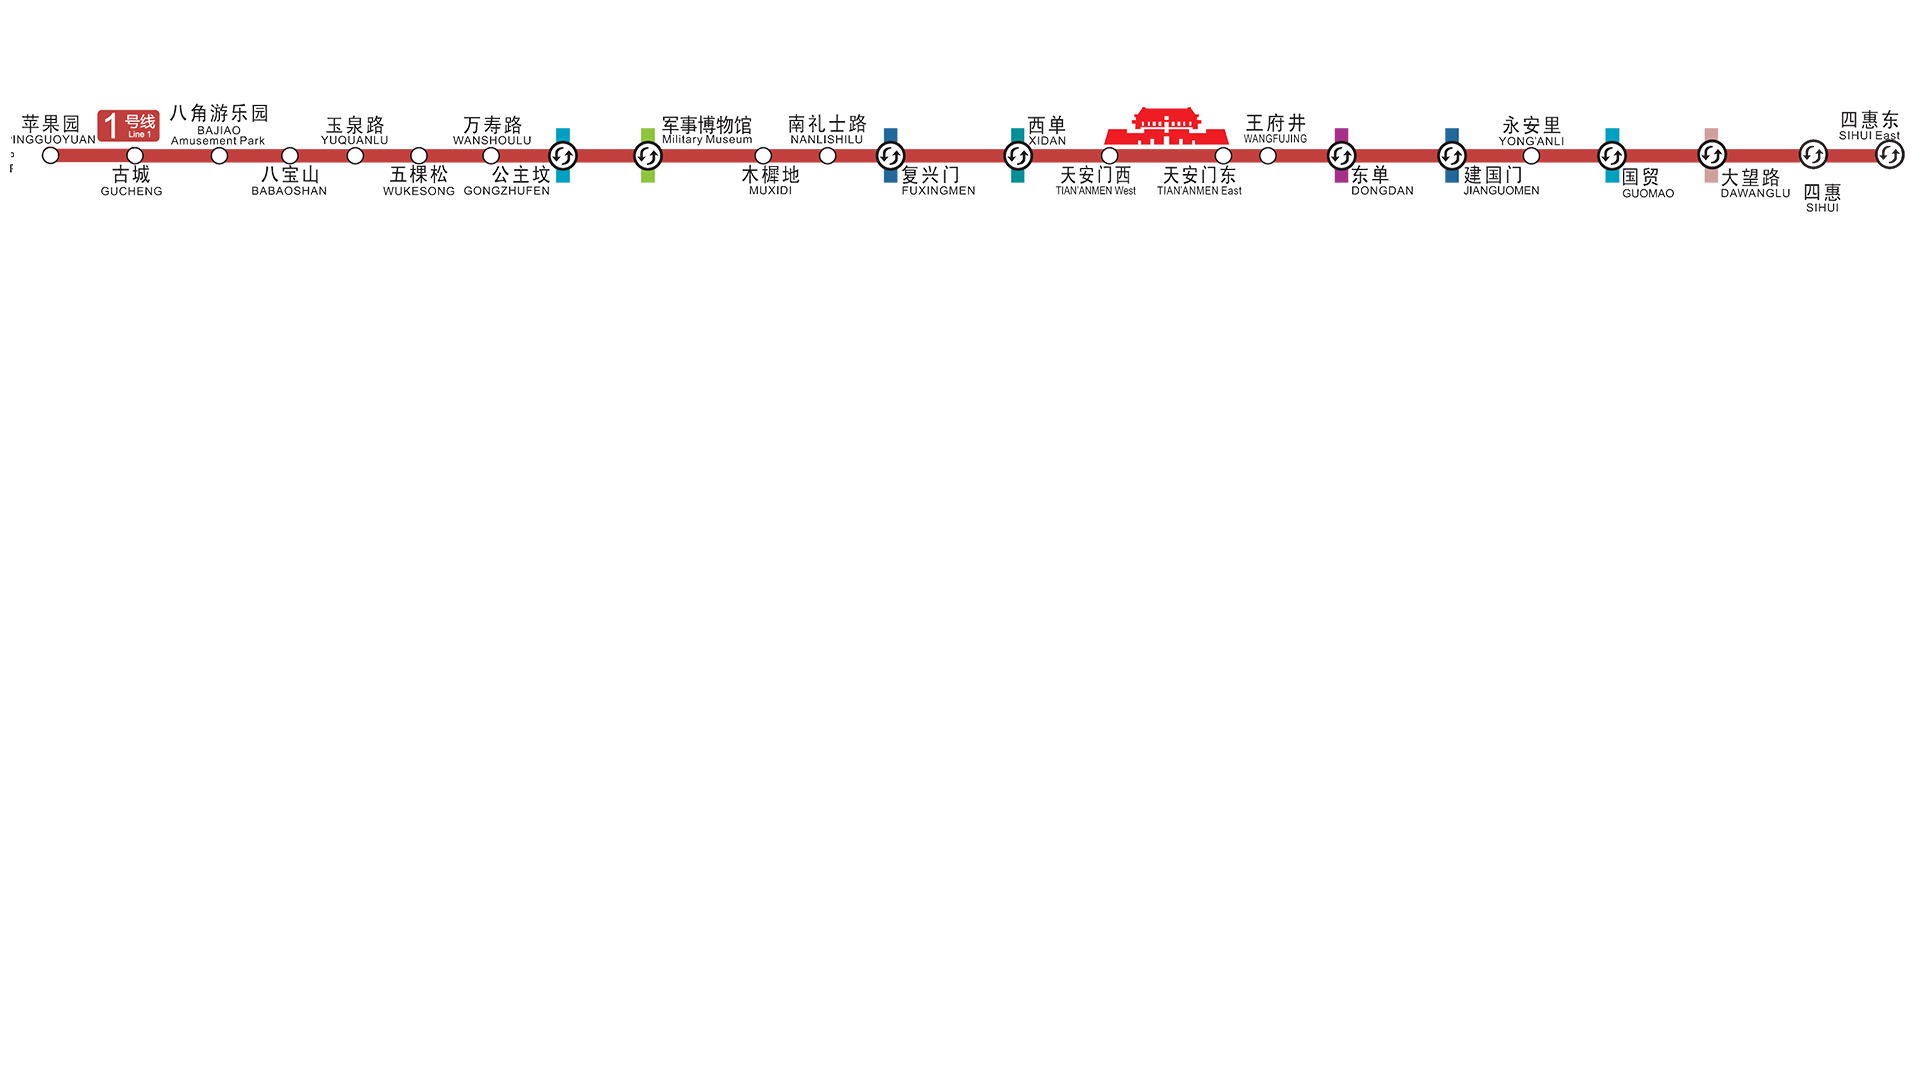 苹果园
INGGUOYUAN
1 号线
Line 1
八角游乐园
BAJIAO
Amusement Park
玉泉路
YUQUANLU
万寿路
WANSHOULU
军事博物馆
Military Museum
南礼士路
NANLISHILU
西单
XIDAN
王府井
WANGFUJING
永安里
YONG'ANLI
四惠东
SIHUI East
古城
GUCHENG
八宝山
BABAOSHAN
五棵松
WUKESONG
公主坟
GONGZHUFEN
木樨地
MUXIDI
复兴门
FUXINGMEN
天安门西
TIAN'ANMEN West
天安门东
TIAN'ANMEN East
东单
DONGDAN
建国门
JIANGUOMEN
国贸
GUOMAO
大望路
DAWANGLU
四惠
SIHUI